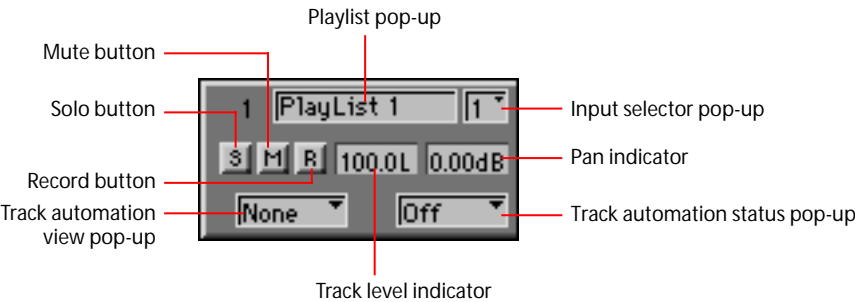 Playlist pop-up
Mute button
Solo button
1 PlayList 1 1
Input selector pop-up
S M R 100.0L 0.00dB
Pan indicator
Record button
Track automation
view pop-up
None Off
Track automation status pop-up
Track level indicator